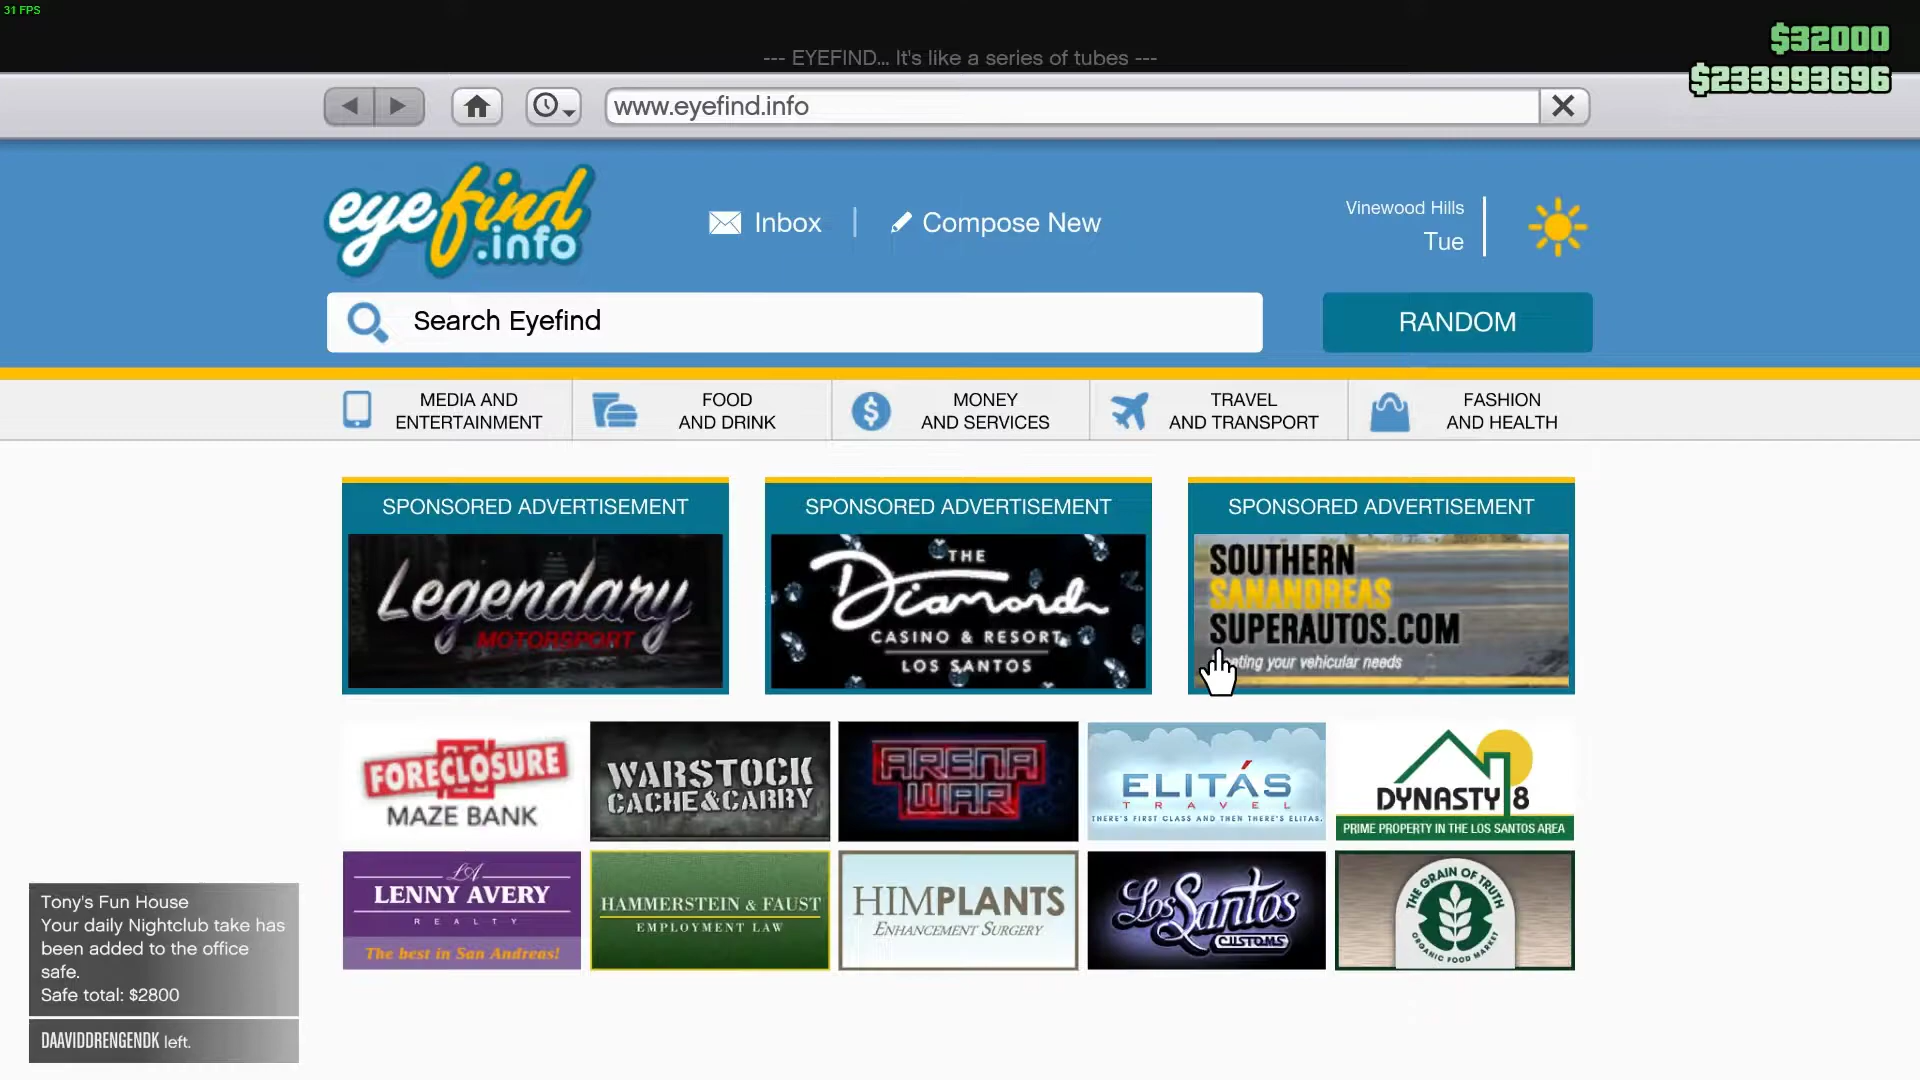 31 FPS
--- EYEFIND... It's like a series of tubes ---
$32000
$233993696
www.eyefind.info
eyefind
.info
Inbox
Compose New
Vinewood Hills
Tue
Search Eyefind
RANDOM
MEDIA AND
ENTERTAINMENT
FOOD
AND DRINK
MONEY
AND SERVICES
TRAVEL
AND TRANSPORT
FASHION
AND HEALTH
SPONSORED ADVERTISEMENT
Legendary
MOTORSPORT
SPONSORED ADVERTISEMENT
THE
Diamond
CASINO & RESORT
LOS SANTOS
SPONSORED ADVERTISEMENT
SOUTHERN
SANANDREAS
SUPERAUTOS.COM
your vehicular needs
FORECLOSURE
MAZE BANK
WARSTOCK
CACHE&CARRY
ARENA
WAR
ELITÁS
TRAVEL
THERE'S FIRST CLASS AND THEN THERE'S ELITAS.
DYNASTY 8
PRIME PROPERTY IN THE LOS SANTOS AREA
LA
LENNY AVERY
REALTY
The best in San Andreas!
HAMMERSTEIN & FAUST
EMPLOYMENT LAW
HIMPLANTS
ENHANCEMENT SURGERY
Los Santos
CUSTOMS
THE GRAIN OF TRUTH
ORGANIC FOOD MARKET
Tony's Fun House
Your daily Nightclub take has
been added to the office
safe.
Safe total: $2800
DAAVIDDRENGENDK left.